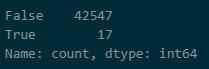 False    42547
True        17
Name: count, dtype: int64